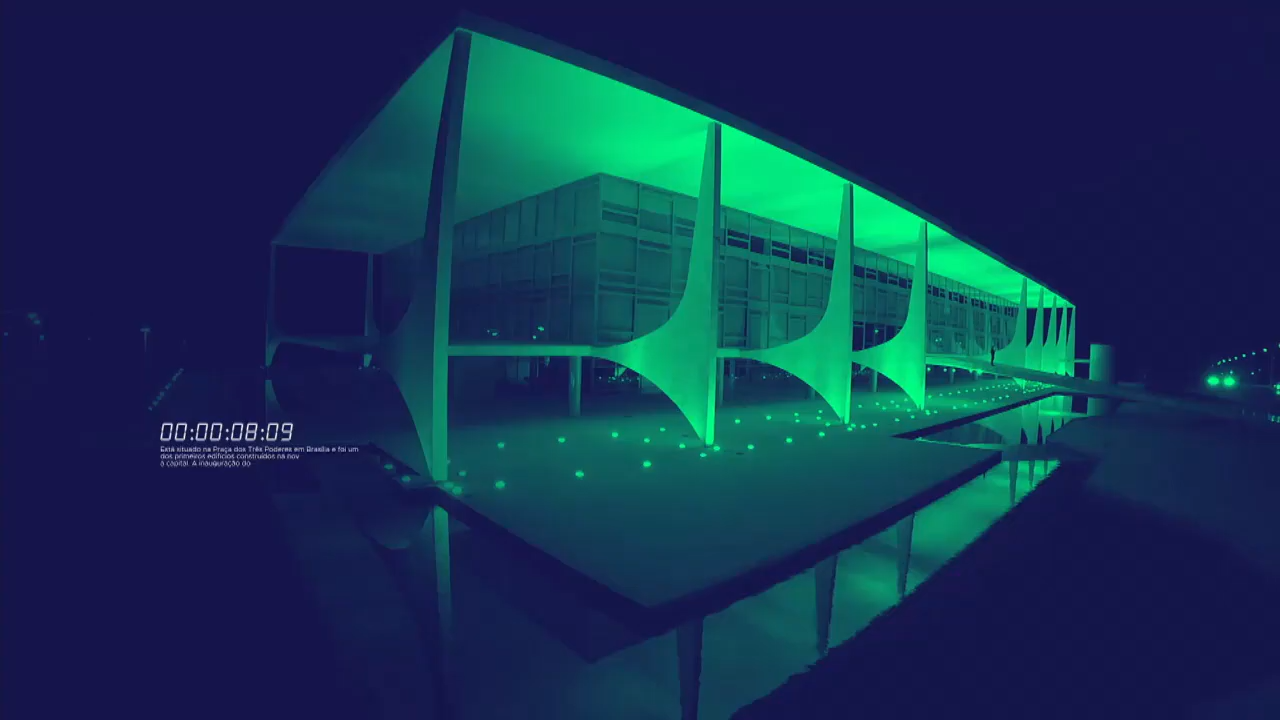 00:00:08:09
Está situado na Praça dos Três Poderes em Brasília e foi um
dos primeiros edifícios construídos na nov
a capital. A inauguração do